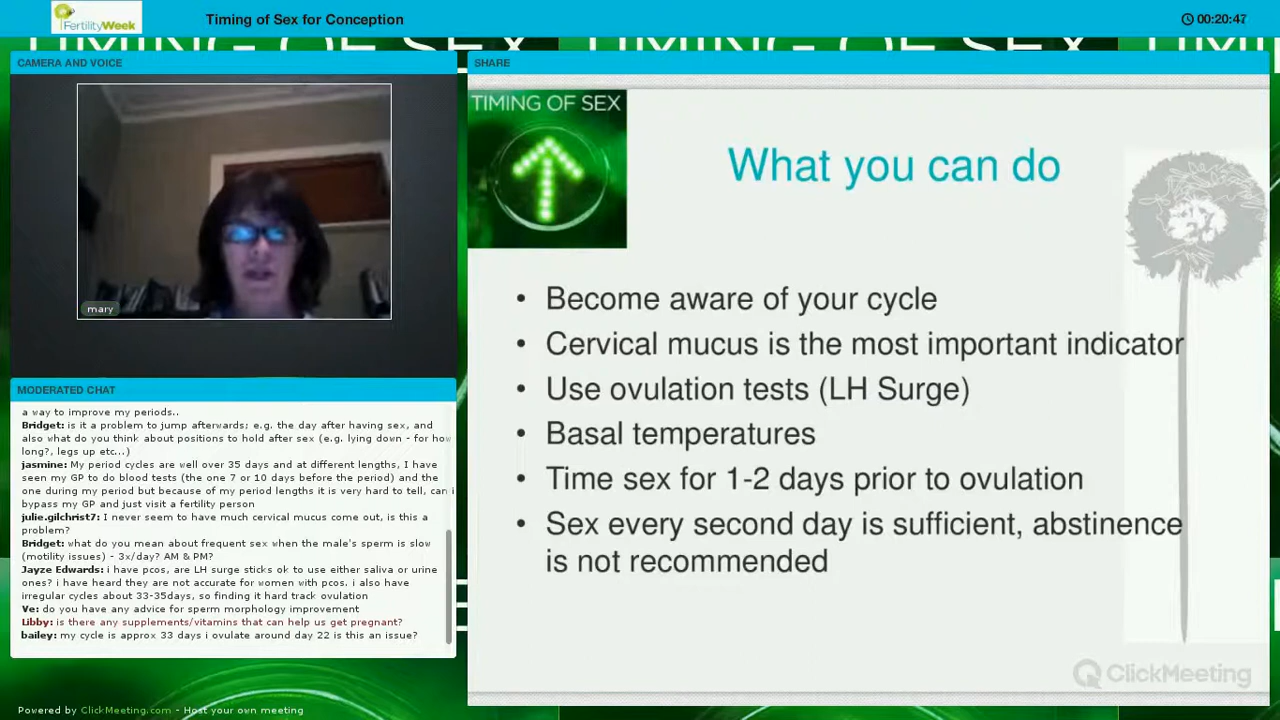 FertilityWeek
Timing of Sex for Conception
00:20:47
TIMING OF SEX
TIMING OF SEX
CAMERA AND VOICE
mary
MODERATED CHAT
a way to improve my periods..
Bridget: is it a problem to jump afterwards; e.g. the day after having sex, and
also what do you think about positions to hold after sex (e.g. lying down - for how
long?, legs up etc...)
jasmine: My period cycles are well over 35 days and at different lengths, I have
seen my GP to do blood tests (the one 7 or 10 days before the period) and the
one during my period but because of my period lengths it is very hard to tell, can i
bypass my GP and just visit a fertility person
julie.gilchrist7: I never seem to have much cervical mucus come out, is this a
problem?
Bridget: what do you mean about frequent sex when the male's sperm is slow
(motility issues) - 3x/day? AM & PM?
Jayze Edwards: i have pcos, are LH surge sticks ok to use either saliva or urine
ones? i have heard they are not accurate for women with pcos. i also have
irregular cycles about 33-35days, so finding it hard track ovulation
Ve: do you have any advice for sperm morphology improvement
Libby: is there any supplements/vitamins that can help us get pregnant?
bailey: my cycle is approx 33 days i ovulate around day 22 is this an issue?
SHARE
TIMING OF SEX
What you can do
• Become aware of your cycle
• Cervical mucus is the most important indicator
• Use ovulation tests (LH Surge)
• Basal temperatures
• Time sex for 1-2 days prior to ovulation
• Sex every second day is sufficient, abstinence
is not recommended
ClickMeeting
Powered by ClickMeeting.com - Host your own meeting